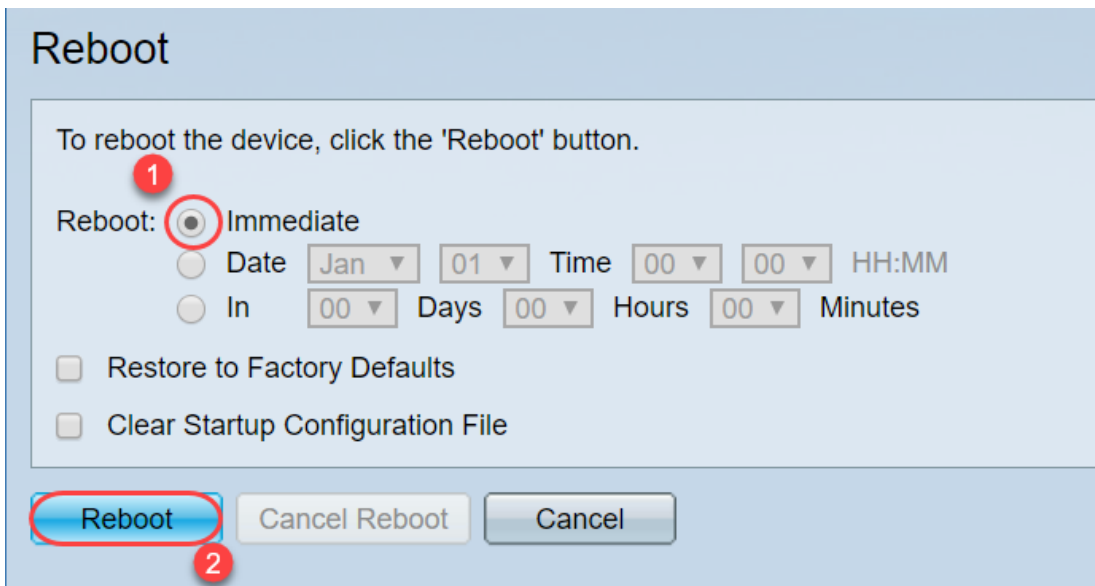 Reboot
To reboot the device, click the 'Reboot' button.
1
Reboot: Immediate
Date Jan 01 Time 00 00 HH:MM
In 00 Days 00 Hours 00 Minutes
Restore to Factory Defaults
Clear Startup Configuration File
Reboot Cancel Reboot Cancel
2